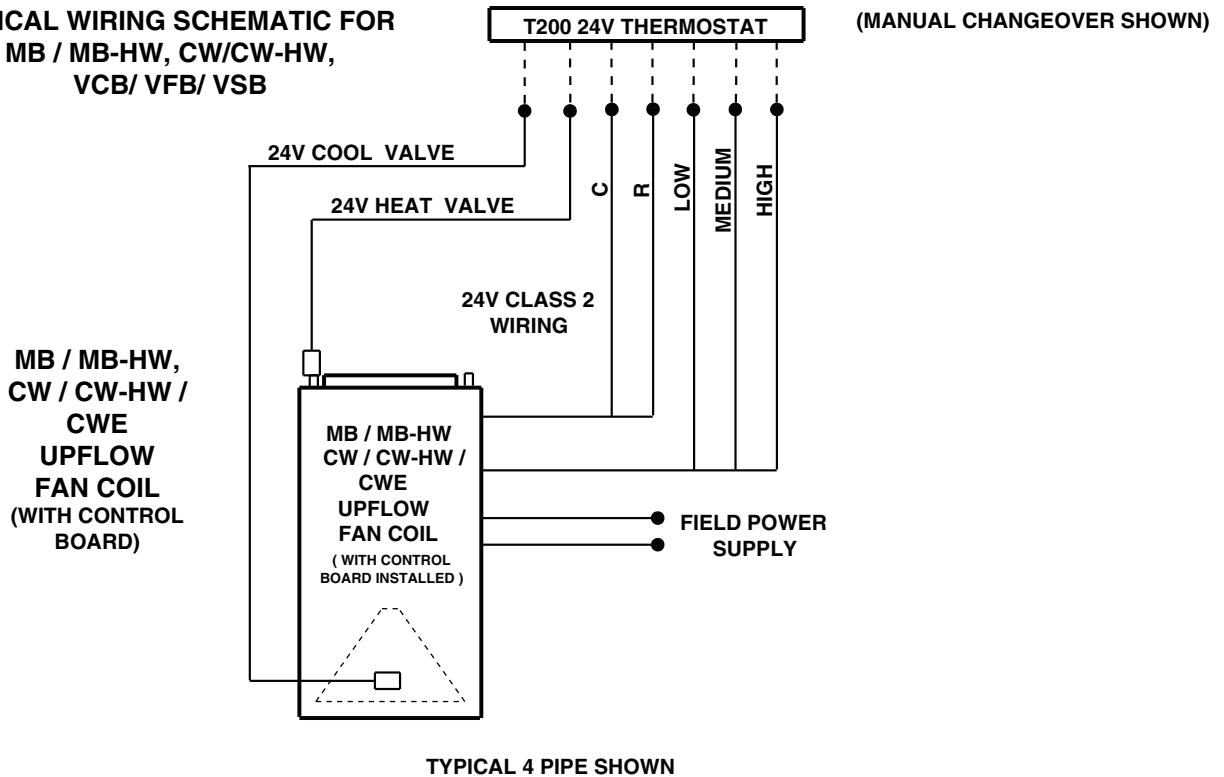 ICAL WIRING SCHEMATIC FOR
MB / MB-HW, CW/CW-HW,
VCB/ VFB/ VSB
T200 24V THERMOSTAT
(MANUAL CHANGEOVER SHOWN)
24V COOL VALVE
24V HEAT VALVE
C
R
LOW
MEDIUM
HIGH
24V CLASS 2
WIRING
MB / MB-HW,
CW / CW-HW /
CWE
UPFLOW
FAN COIL
(WITH CONTROL
BOARD)
MB / MB-HW
CW / CW-HW /
CWE
UPFLOW
FAN COIL
( WITH CONTROL
BOARD INSTALLED )
FIELD POWER
SUPPLY
TYPICAL 4 PIPE SHOWN